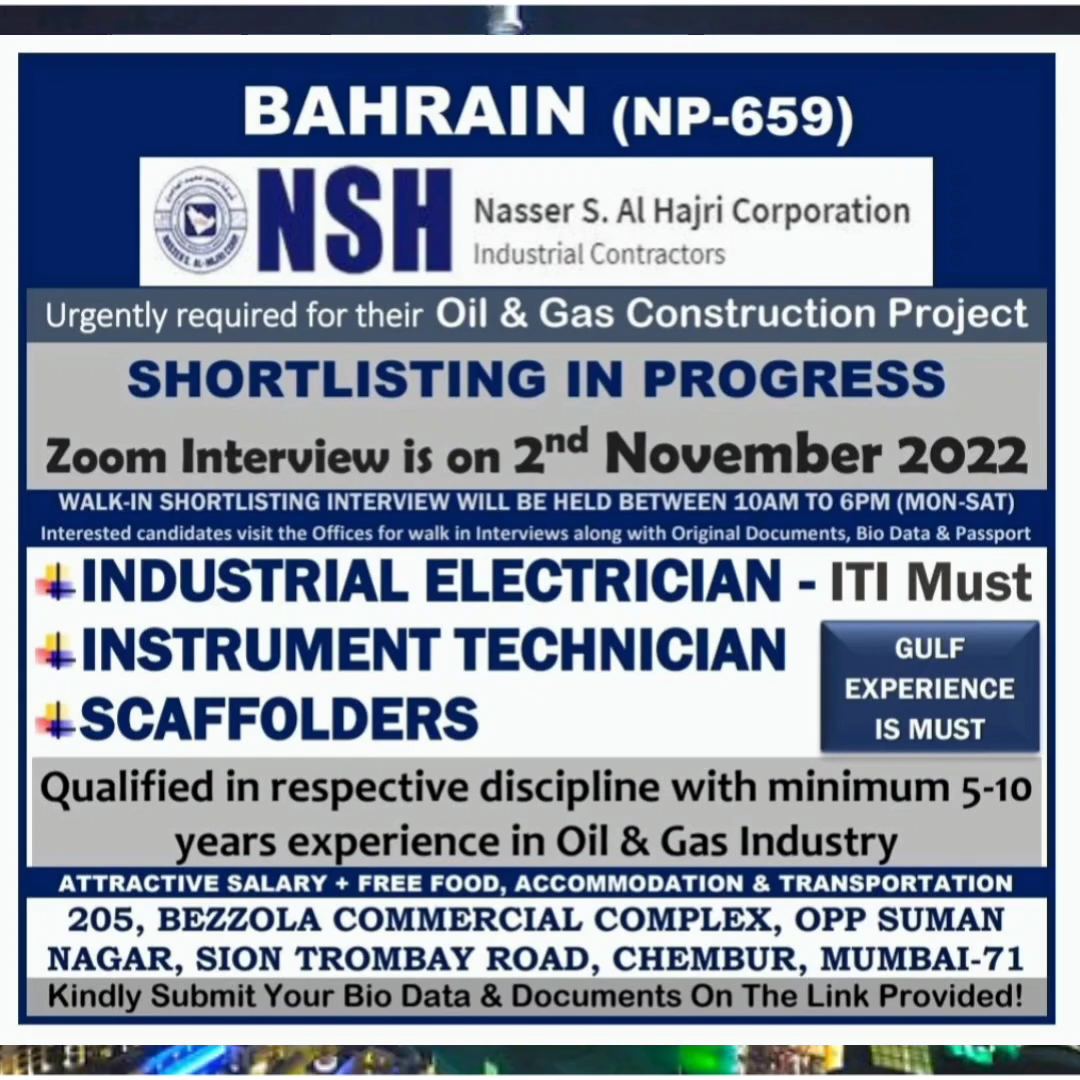 BAHRAIN (NP-659)
NSH
Nasser S. Al Hajri Corporation
Industrial Contractors
Urgently required for their Oil & Gas Construction Project
SHORTLISTING IN PROGRESS
Zoom Interview is on 2nd November 2022
WALK-IN SHORTLISTING INTERVIEW WILL BE HELD BETWEEN 10AM TO 6PM (MON-SAT)
Interested candidates visit the Offices for walk in Interviews along with Original Documents, Bio Data & Passport
INDUSTRIAL ELECTRICIAN - ITI Must
INSTRUMENT TECHNICIAN
SCAFFOLDERS
GULF
EXPERIENCE
IS MUST
Qualified in respective discipline with minimum 5-10
years experience in Oil & Gas Industry
ATTRACTIVE SALARY + FREE FOOD, ACCOMMODATION & TRANSPORTATION
205, BEZZOLA COMMERCIAL COMPLEX, OPP SUMAN
NAGAR, SION TROMBAY ROAD, CHEMBUR, MUMBAI-71
Kindly Submit Your Bio Data & Documents On The Link Provided!